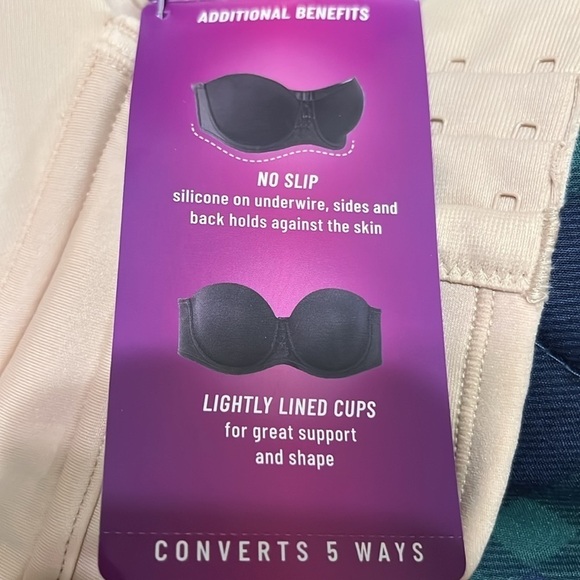 ADDITIONAL BENEFITS
NO SLIP
silicone on underwire, sides and
back holds against the skin
LIGHTLY LINED CUPS
for great support
and shape
CONVERTS 5 WAYS